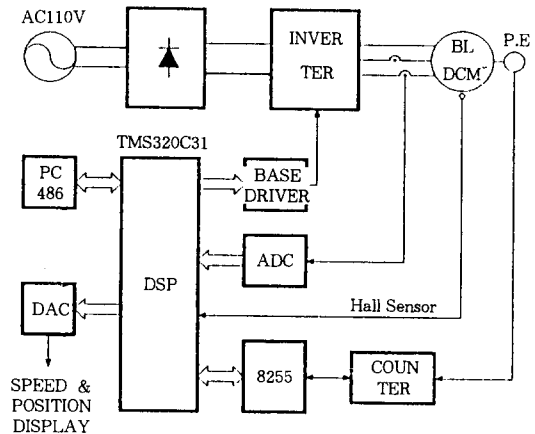 AC110V
INVER
TER
BL
DCM
P.E
TMS320C31
PC
486
BASE
DRIVER
DSP
ADC
Hall Sensor
DAC
8255
COUN
TER
SPEED &
POSITION
DISPLAY